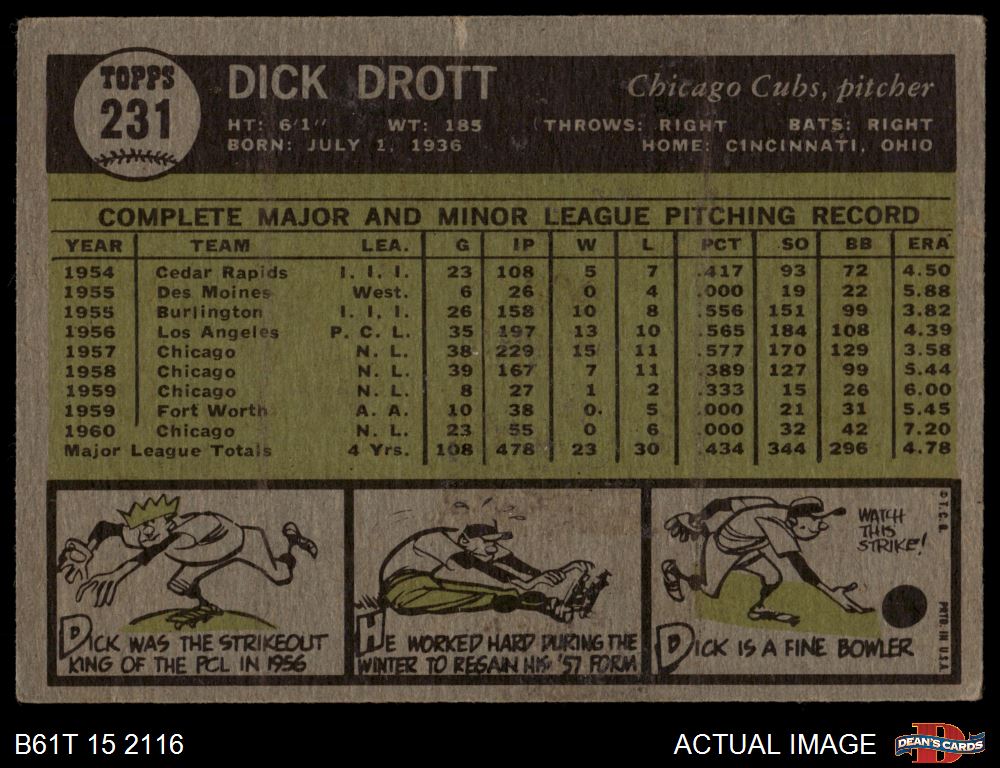 TOPPS
231
DICK DROTT
Chicago Cubs, pitcher
HT: 6'1" WT: 185 THROWS: RIGHT BATS: RIGHT
BORN: JULY 1, 1936 HOME: CINCINNATI, OHIO
COMPLETE MAJOR AND MINOR LEAGUE PITCHING RECORD
YEAR TEAM LEA. G IP W L PCT SO BB ERA
1954 Cedar Rapids I. I. I. 23 108 5 7 .417 93 72 4.50
1955 Des Moines West. 6 26 0 4 .000 19 22 5.88
1955 Burlington I. I. I. 26 158 10 8 .556 151 99 3.82
1956 Los Angeles P. C. L. 35 197 13 10 .565 184 108 4.39
1957 Chicago N. L. 38 229 15 11 .577 170 129 3.58
1958 Chicago N. L. 39 167 7 11 .389 127 99 5.44
1959 Chicago N. L. 8 27 1 2 .333 15 26 6.00
1959 Fort Worth A. A. 10 38 0 5 .000 21 31 5.45
1960 Chicago N. L. 23 55 0 6 .000 32 42 7.20
Major League Totals 4 Yrs. 108 478 23 30 .434 344 296 4.78
DICK WAS THE STRIKEOUT
KING OF THE PCL IN 1956
HE WORKED HARD DURING THE
WINTER TO REGAIN HIS '57 FORM
WATCH
THIS
STRIKE!
DICK IS A FINE BOWLER
© T.C.G.
PRTD. IN U.S.A.
B61T 15 2116
ACTUAL IMAGE
D
DEAN'S CARDS